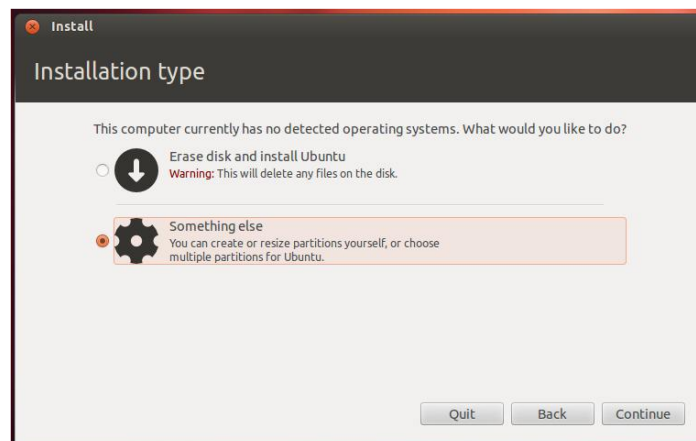 Install
Installation type
This computer currently has no detected operating systems. What would you like to do?
Erase disk and install Ubuntu
Warning: This will delete any files on the disk.
Something else
You can create or resize partitions yourself, or choose
multiple partitions for Ubuntu.
Quit Back Continue